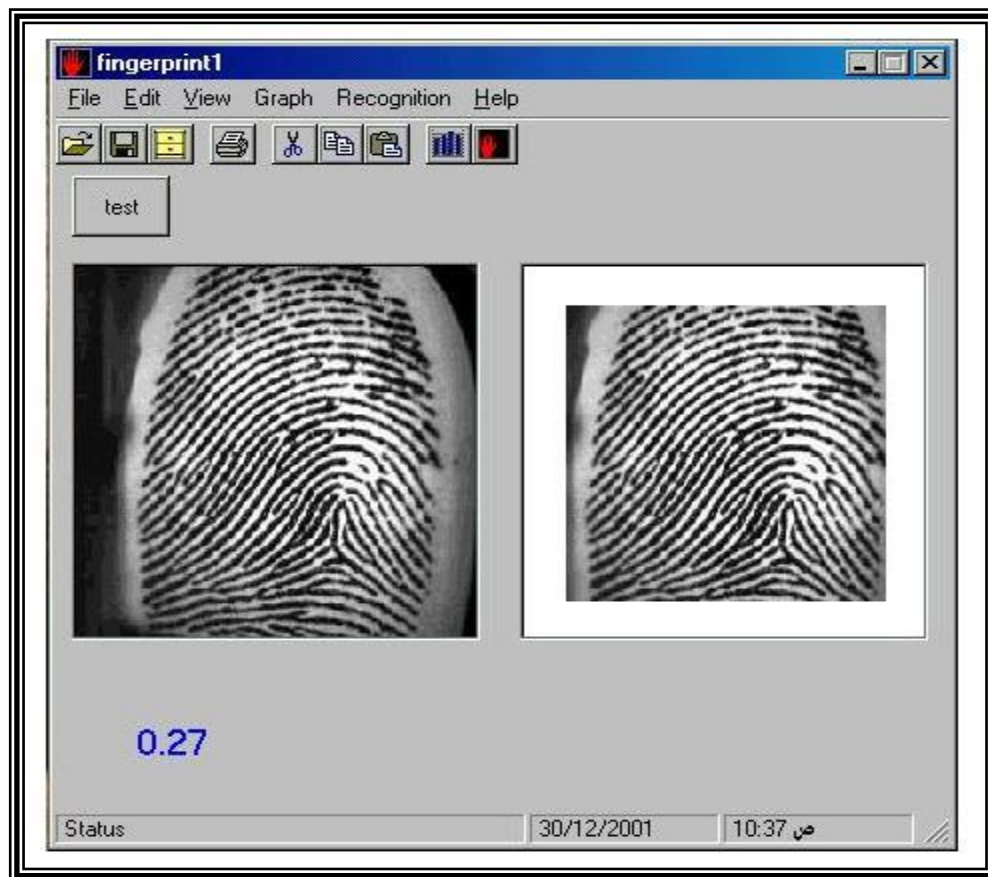 fingerprint1
File Edit View Graph Recognition Help
test
0.27
Status 30/12/2001 10:37 ص